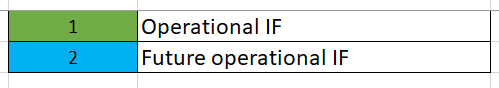 1 Operational IF
2 Future operational IF